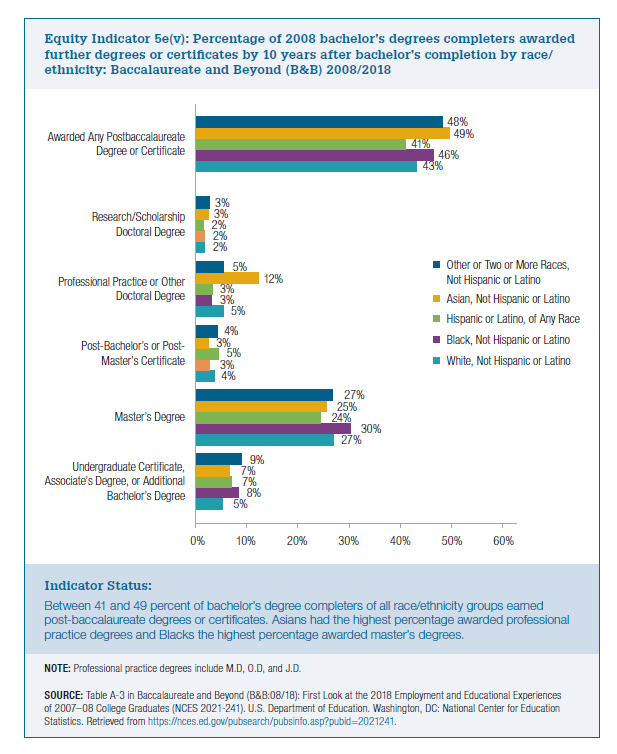 Equity Indicator 5e(v): Percentage of 2008 bachelor's degrees completers awarded
further degrees or certificates by 10 years after bachelor's completion by race/
ethnicity: Baccalaureate and Beyond (B&B) 2008/2018
Awarded Any Postbaccalaureate
Degree or Certificate
48%
49%
41%
46%
43%
Research/Scholarship
Doctoral Degree
3%
3%
2%
2%
2%
Professional Practice or Other
Doctoral Degree
5%
12%
3%
3%
5%
Post-Bachelor's or Post-
Master's Certificate
4%
3%
5%
3%
4%
Master's Degree
27%
25%
24%
30%
27%
Undergraduate Certificate,
Associate's Degree, or Additional
Bachelor's Degree
9%
7%
7%
8%
5%
0% 10% 20% 30% 40% 50% 60%
Other or Two or More Races,
Not Hispanic or Latino
Asian, Not Hispanic or Latino
Hispanic or Latino, of Any Race
Black, Not Hispanic or Latino
White, Not Hispanic or Latino
Indicator Status:
Between 41 and 49 percent of bachelor's degree completers of all race/ethnicity groups earned
post-baccalaureate degrees or certificates. Asians had the highest percentage awarded professional
practice degrees and Blacks the highest percentage awarded master's degrees.
NOTE: Professional practice degrees include M.D, O.D, and J.D.
SOURCE: Table A-3 in Baccalaureate and Beyond (B&B:08/18): First Look at the 2018 Employment and Educational Experiences
of 2007–08 College Graduates (NCES 2021-241). U.S. Department of Education. Washington, DC: National Center for Education
Statistics. Retrieved from https://nces.ed.gov/pubsearch/pubsinfo.asp?pubid=2021241.